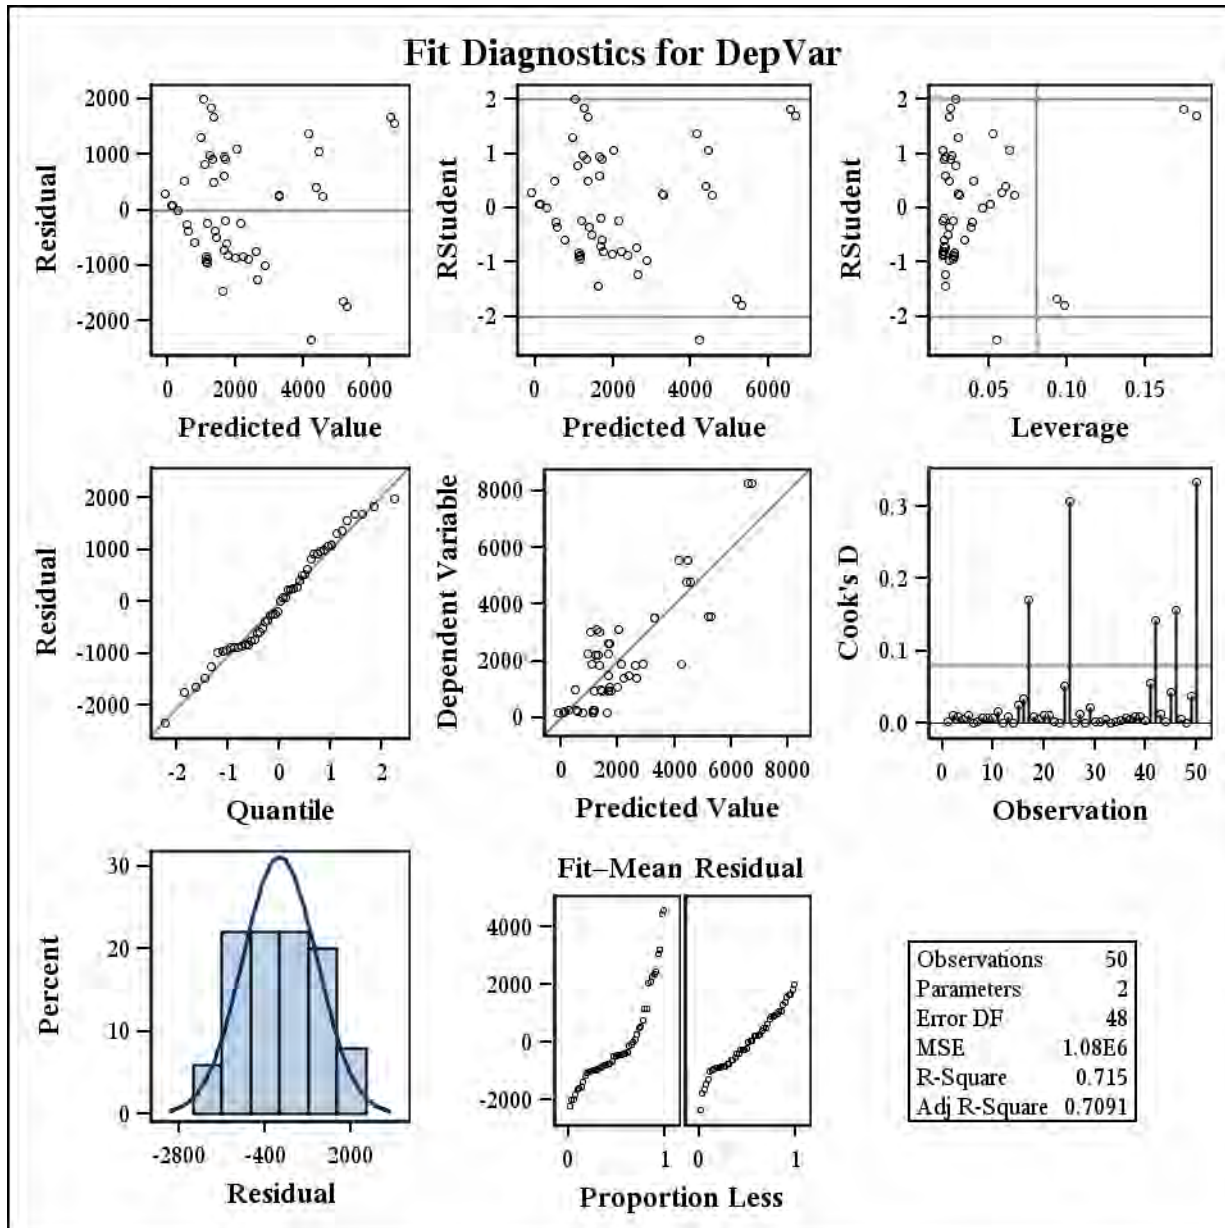 Fit Diagnostics for DepVar
Residual
2000
1000
0
-1000
-2000
0 2000 4000 6000
Predicted Value
RStudent
2
1
0
-1
-2
0 2000 4000 6000
Predicted Value
RStudent
2
1
0
-1
-2
0.05 0.10 0.15
Leverage
Residual
2000
1000
0
-1000
-2000
-2 -1 0 1 2
Quantile
Dependent Variable
8000
6000
4000
2000
0
0 2000 4000 6000 8000
Predicted Value
Cook's D
0.3
0.2
0.1
0.0
0 10 20 30 40 50
Observation
Percent
30
20
10
0
-2800 -400 2000
Residual
Fit–Mean Residual
4000
2000
0
-2000
0 1 0 1
Proportion Less
Observations 50
Parameters 2
Error DF 48
MSE 1.08E6
R-Square 0.715
Adj R-Square 0.7091